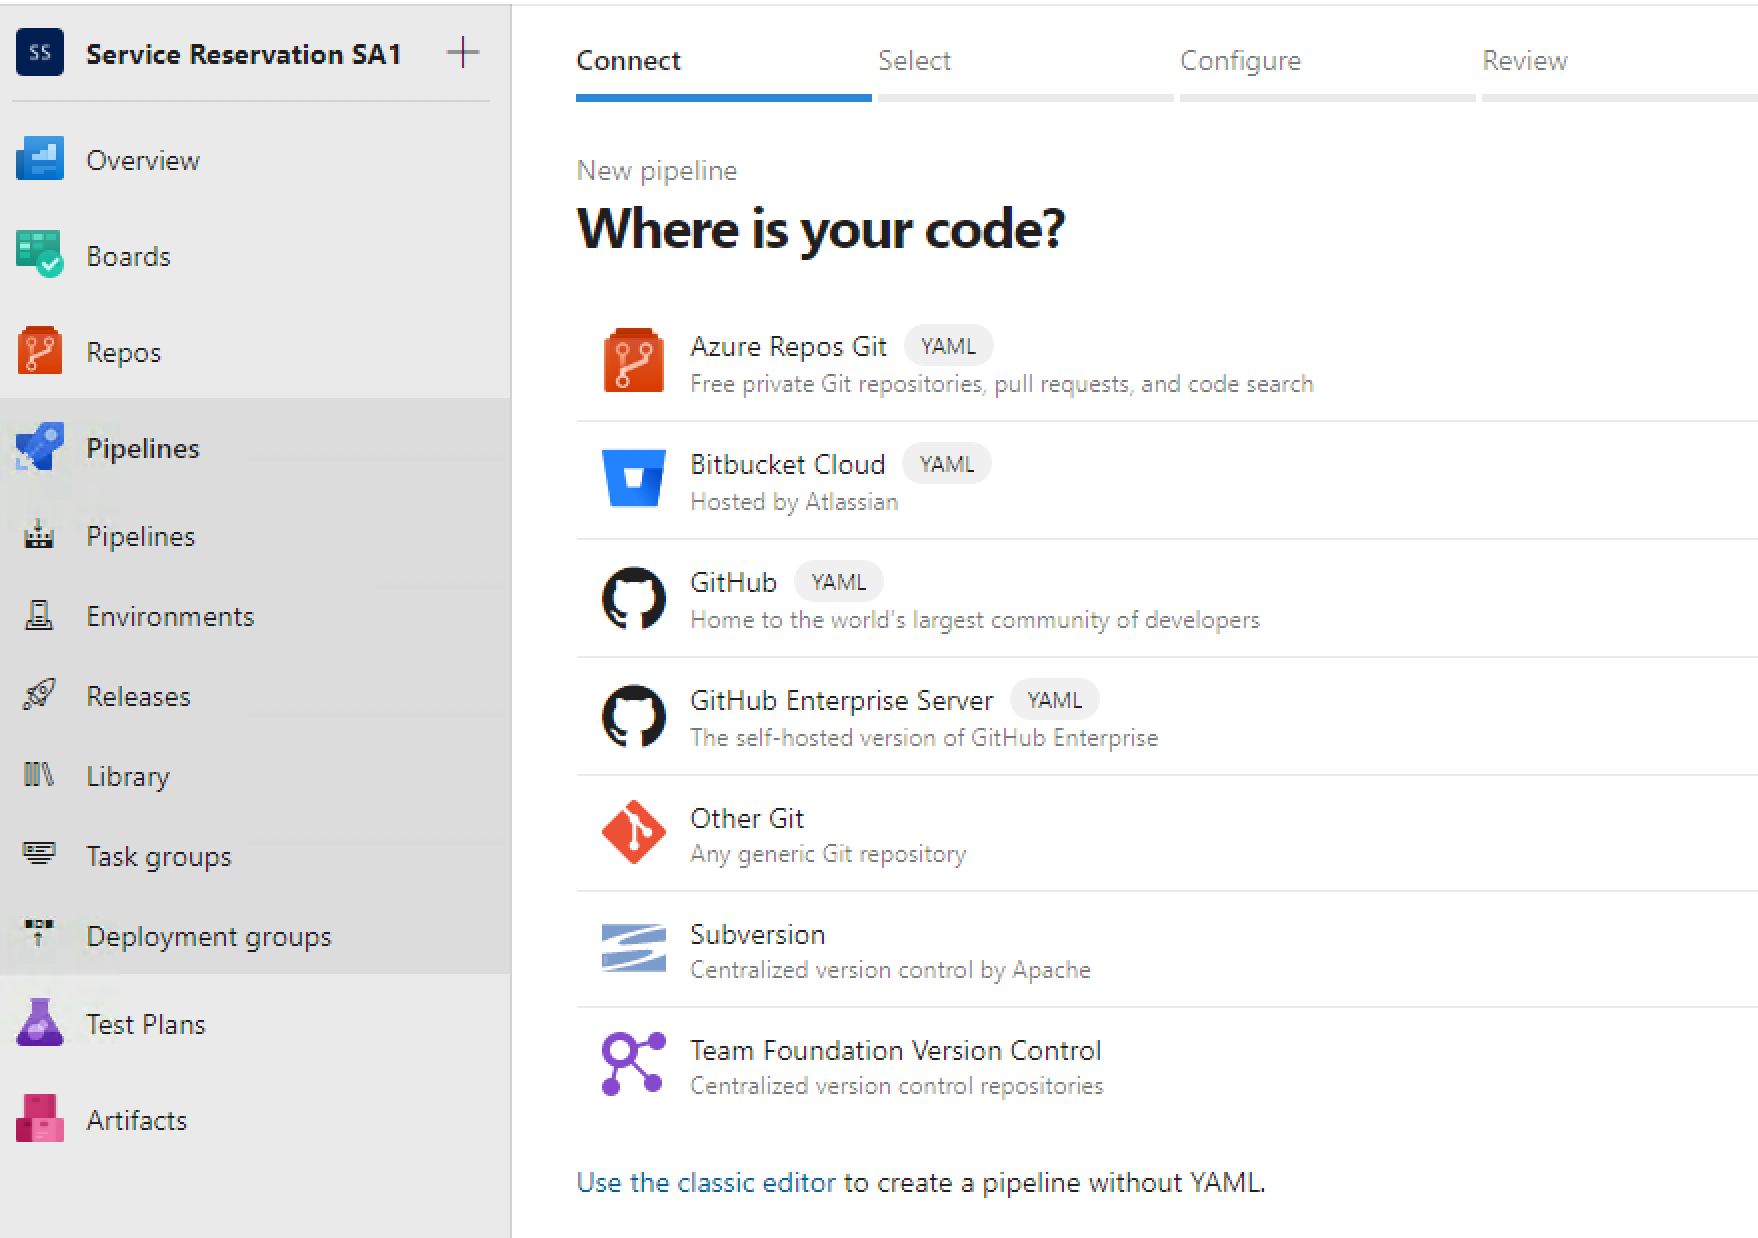 SS
Service Reservation SA1
Overview
Boards
Repos
Pipelines
Pipelines
Environments
Releases
Library
Task groups
Deployment groups
Test Plans
Artifacts
Connect Select Configure Review
New pipeline
Where is your code?
Azure Repos Git YAML
Free private Git repositories, pull requests, and code search
Bitbucket Cloud YAML
Hosted by Atlassian
GitHub YAML
Home to the world's largest community of developers
GitHub Enterprise Server YAML
The self-hosted version of GitHub Enterprise
Other Git
Any generic Git repository
Subversion
Centralized version control by Apache
Team Foundation Version Control
Centralized version control repositories
Use the classic editor to create a pipeline without YAML.